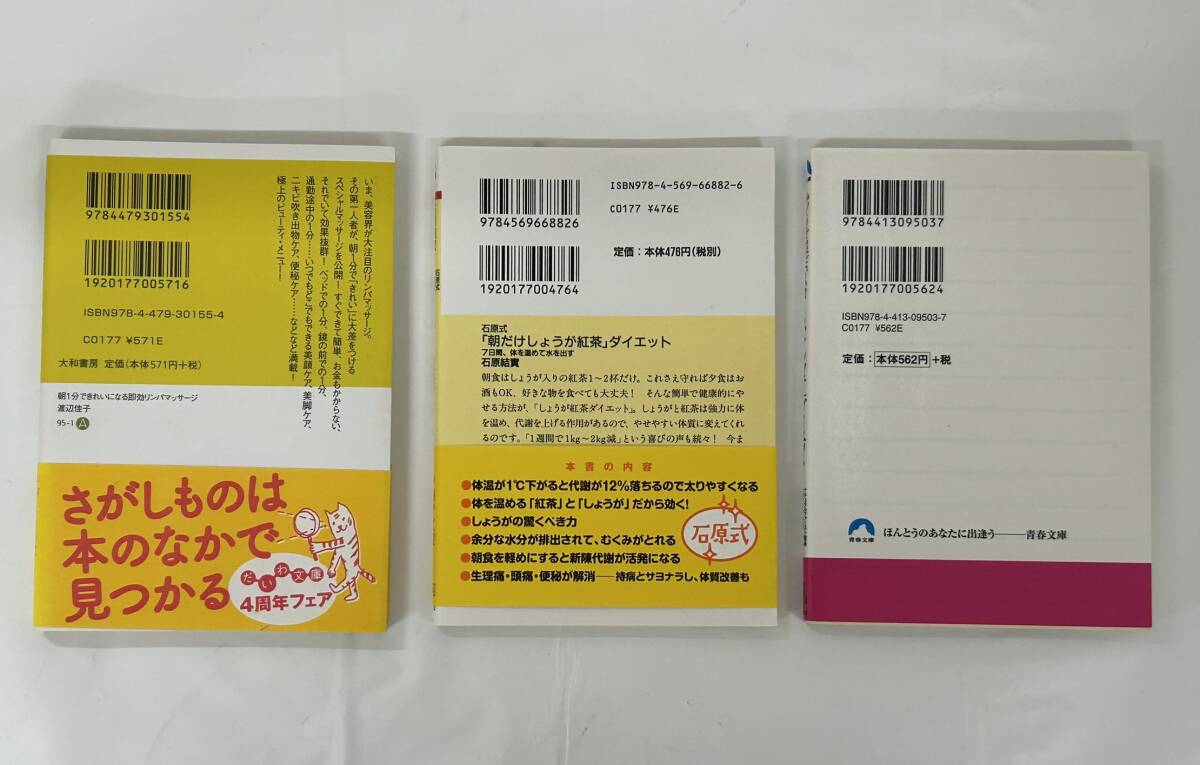 9784479301554
1920177005716
ISBN978-4-479-30155-4
C0177 ¥571E
大和書房 定価(本体571円+税)
いま、美容界が大注目のリンパマッサージ。
その第一人者が、朝1分で「きれい」に大差をつける
スペシャルマッサージを公開! すぐできて簡単、お金もかからない、
それでいて効果抜群! ベッドでの1分、鏡の前での1分、
通勤途中の1分……いつでもどこでもできる美顔ケア、美脚ケア、
ニキビ吹き出物ケア、便秘ケア……などなど満載!
極上のビューティ・メニュー!
朝1分できれいになる即効リンパマッサージ
渡辺佳子
95-1 A
さがしものは
本のなかで
見つかる
だいわ文庫
4周年フェア
9784569668826
1920177004764
ISBN978-4-569-66882-6
C0177 ¥476E
定価:本体476円(税別)
石原式
「朝だけしょうが紅茶」ダイエット
7日間、体を温めて水を出す
石原結實
朝食はしょうが入りの紅茶1〜2杯だけ。これさえ守れば夕食はお
酒もOK、好きな物を食べても大丈夫! そんな簡単で健康的にや
せる方法が、「しょうが紅茶ダイエット」。しょうがと紅茶は強力に体
を温め、代謝を上げる作用があるので、やせやすい体質に変えてく
れるのです。「1週間で1kg〜2kg減」という喜びの声も続々! 今ま
本書の内容
●体温が1℃下がると代謝が12%落ちるので太りやすくなる
●体を温める「紅茶」と「しょうが」だから効く!
●しょうがの驚くべき力
●余分な水分が排出されて、むくみがとれる
●朝食を軽めにすると新陳代謝が活発になる
●生理痛・頭痛・便秘が解消――持病とサヨナラし、体質改善も
石原式
9784413095037
1920177005624
ISBN978-4-413-09503-7
C0177 ¥562E
定価:本体562円+税
青春文庫
ほんとうのあなたに出逢う――青春文庫